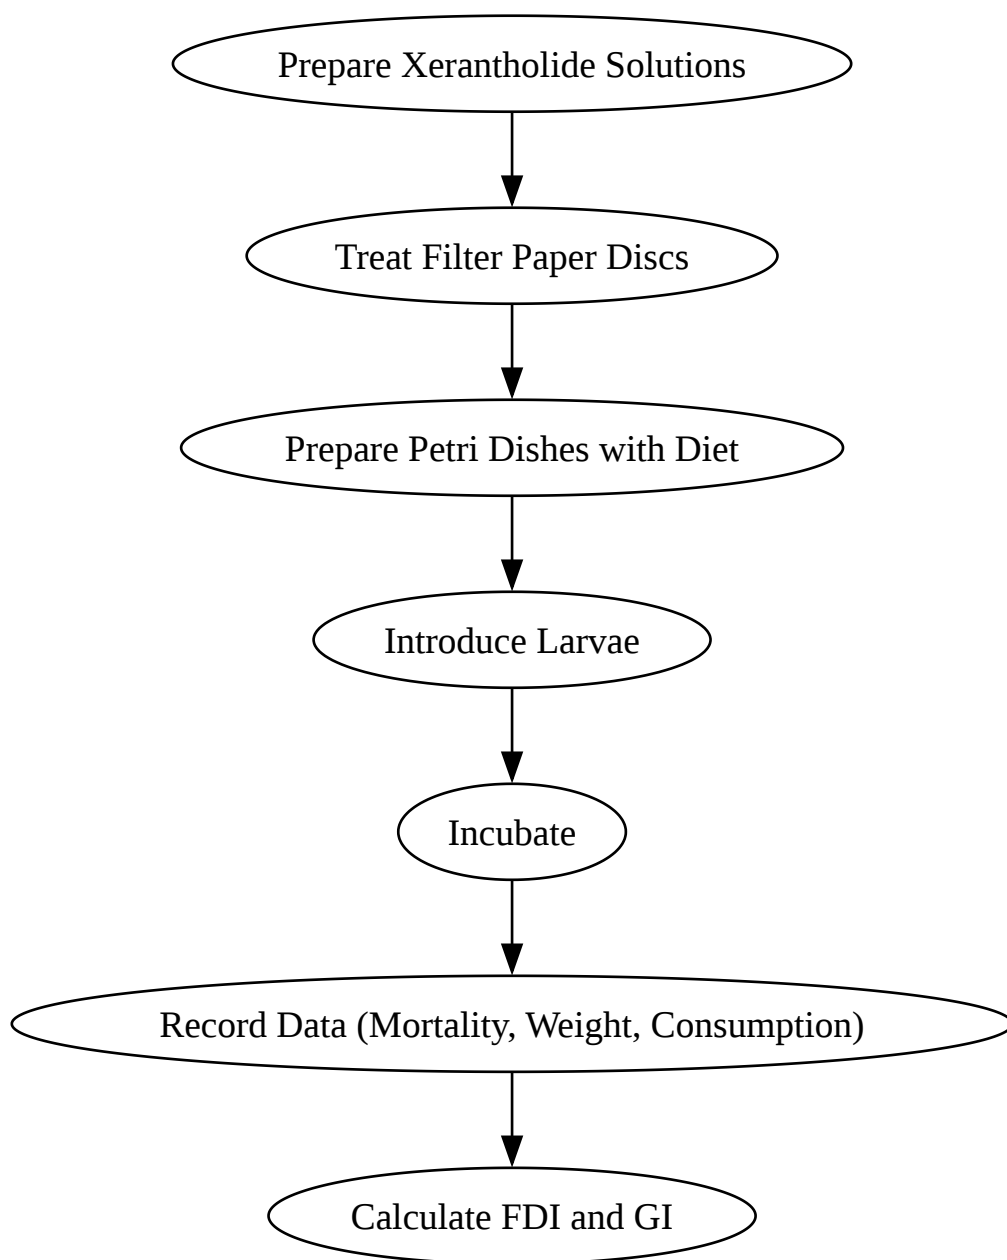 Prepare Xerantholide Solutions
Treat Filter Paper Discs
Prepare Petri Dishes with Diet
Introduce Larvae
Incubate
Record Data (Mortality, Weight, Consumption)
Calculate FDI and GI